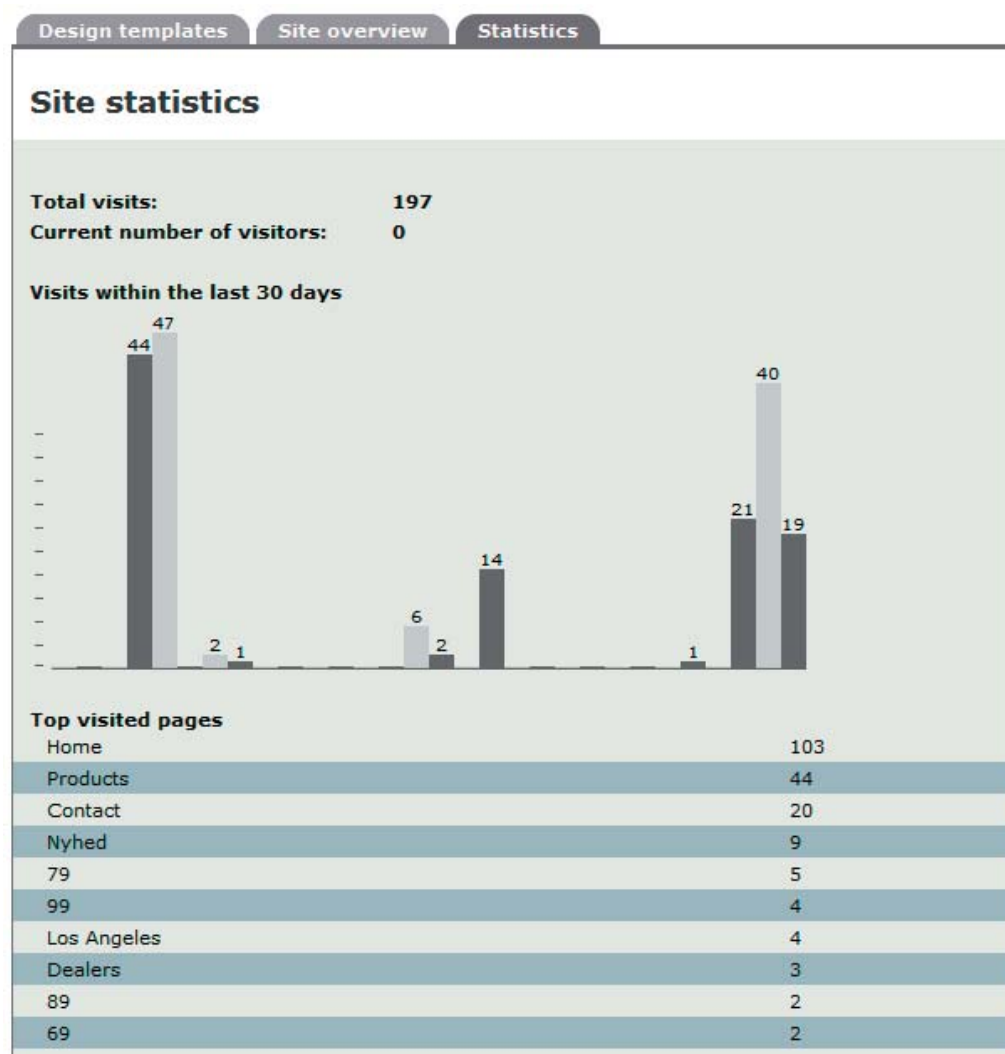 Design templates Site overview Statistics
Site statistics
Total visits: 197
Current number of visitors: 0
Visits within the last 30 days
44 47 2 1 6 2 14 1 21 40 19
Top visited pages
Home 103
Products 44
Contact 20
Nyhed 9
79 5
99 4
Los Angeles 4
Dealers 3
89 2
69 2